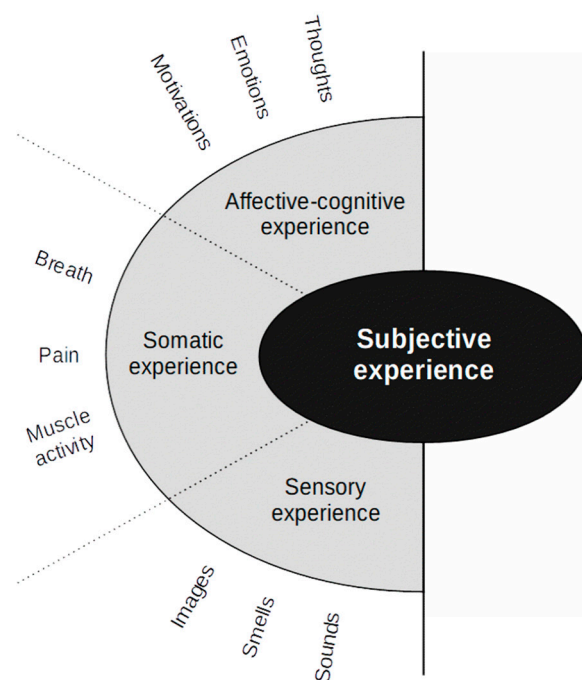 Thoughts
Emotions
Motivations
Affective-cognitive
experience
Breath
Pain
Muscle
activity
Somatic
experience
Subjective
experience
Sensory
experience
Images
Smells
Sounds